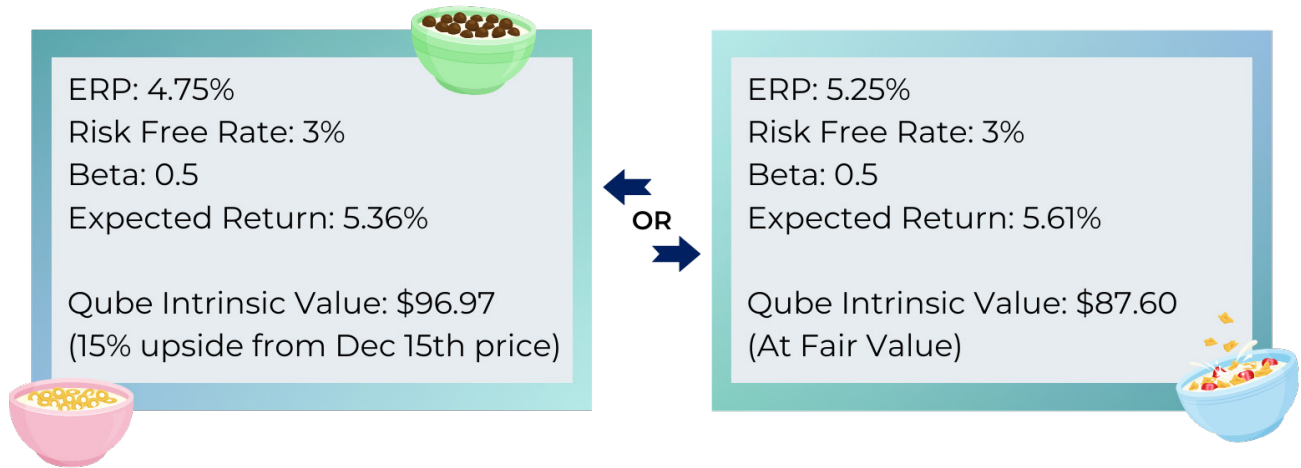 ERP: 4.75%
Risk Free Rate: 3%
Beta: 0.5
Expected Return: 5.36%
Qube Intrinsic Value: $96.97
(15% upside from Dec 15th price)
OR
ERP: 5.25%
Risk Free Rate: 3%
Beta: 0.5
Expected Return: 5.61%
Qube Intrinsic Value: $87.60
(At Fair Value)